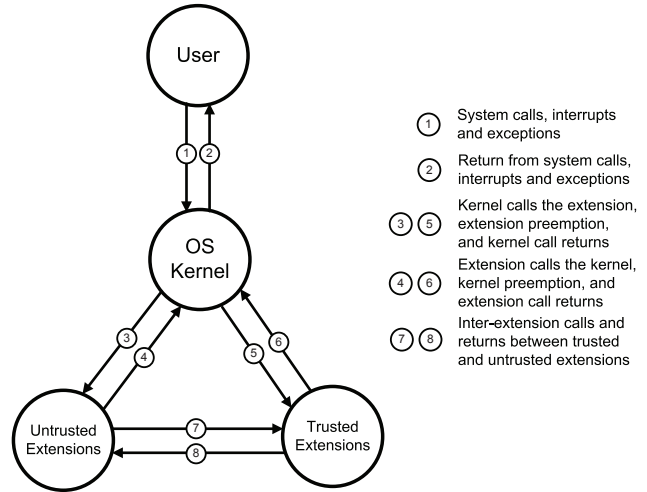 User
1 2
OS
Kernel
3
4
5
6
Untrusted
Extensions
7
8
Trusted
Extensions
1 System calls, interrupts
and exceptions
2 Return from system calls,
interrupts and exceptions
3 5 Kernel calls the extension,
extension preemption,
and kernel call returns
4 6 Extension calls the kernel,
kernel preemption, and
extension call returns
7 8 Inter-extension calls and
returns between trusted
and untrusted extensions